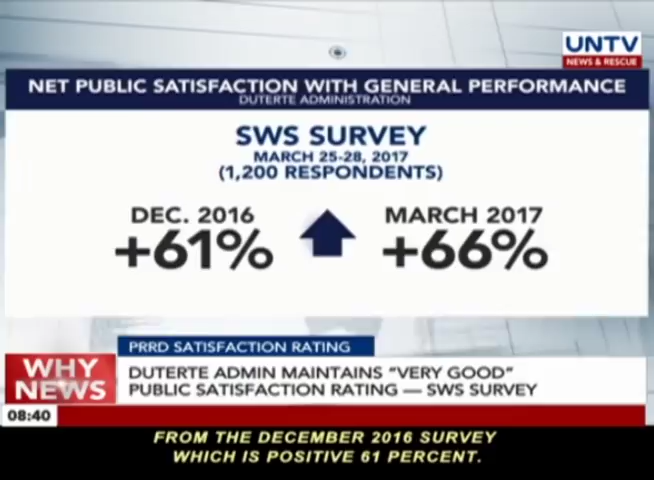 UNTV
NEWS & RESCUE
NET PUBLIC SATISFACTION WITH GENERAL PERFORMANCE
DUTERTE ADMINISTRATION
SWS SURVEY
MARCH 25-28, 2017
(1,200 RESPONDENTS)
DEC. 2016
+61%
MARCH 2017
+66%
PRRD SATISFACTION RATING
WHY
NEWS
DUTERTE ADMIN MAINTAINS "VERY GOOD"
PUBLIC SATISFACTION RATING — SWS SURVEY
08:40
FROM THE DECEMBER 2016 SURVEY
WHICH IS POSITIVE 61 PERCENT.